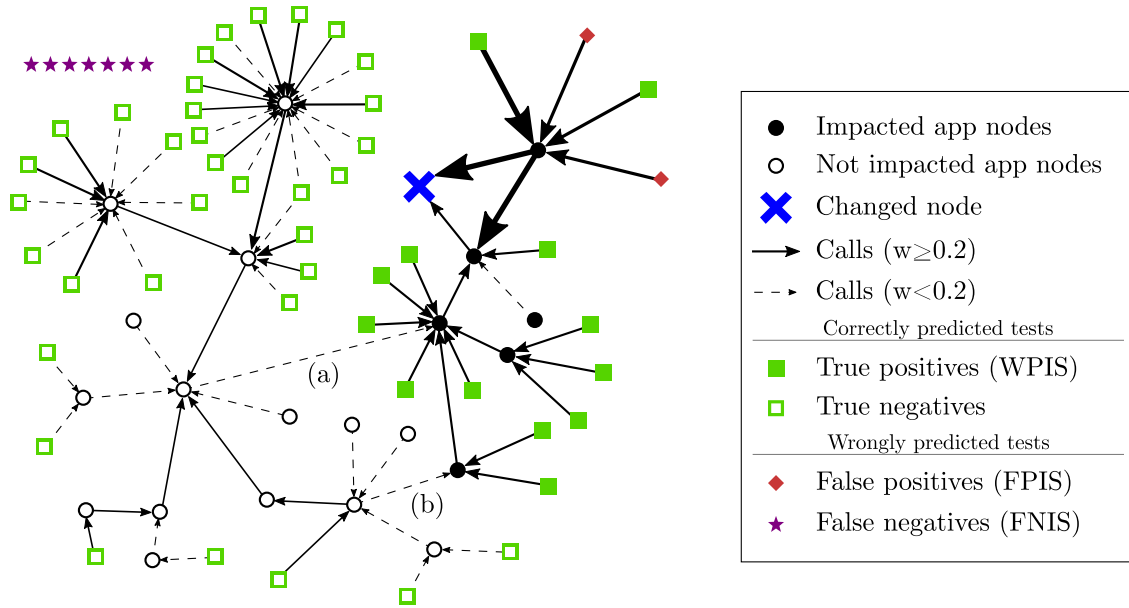 (a)
(b)
Impacted app nodes
Not impacted app nodes
Changed node
Calls (w≥0.2)
Calls (w<0.2)
Correctly predicted tests
True positives (WPIS)
True negatives
Wrongly predicted tests
False positives (FPIS)
False negatives (FNIS)